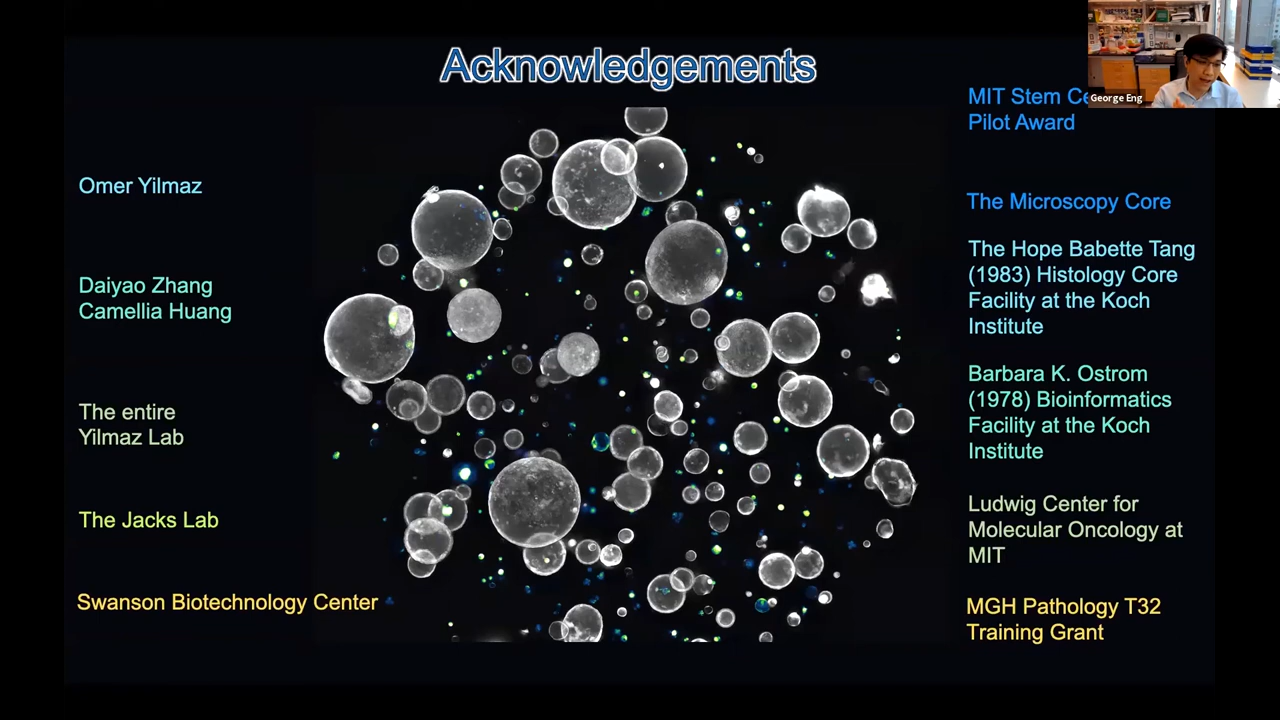 Acknowledgements
George Eng
Omer Yilmaz
Daiyao Zhang
Camellia Huang
The entire
Yilmaz Lab
The Jacks Lab
Swanson Biotechnology Center
MIT Stem
Pilot Award
The Microscopy Core
The Hope Babette Tang
(1983) Histology Core
Facility at the Koch
Institute
Barbara K. Ostrom
(1978) Bioinformatics
Facility at the Koch
Institute
Ludwig Center for
Molecular Oncology at
MIT
MGH Pathology T32
Training Grant